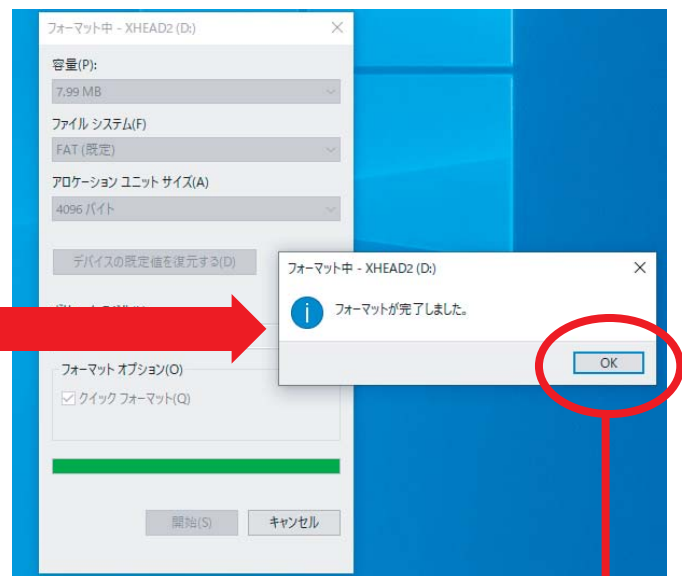 フォーマット中 - XHEAD2 (D:)
容量(P):
7.99 MB
ファイル システム(F)
FAT (既定)
アロケーション ユニット サイズ(A)
4096 バイト
デバイスの既定値を復元する(D)
フォーマット オプション(O)
クイック フォーマット(Q)
開始(S)
キャンセル
フォーマット中 - XHEAD2 (D:)
フォーマットが完了しました。
OK